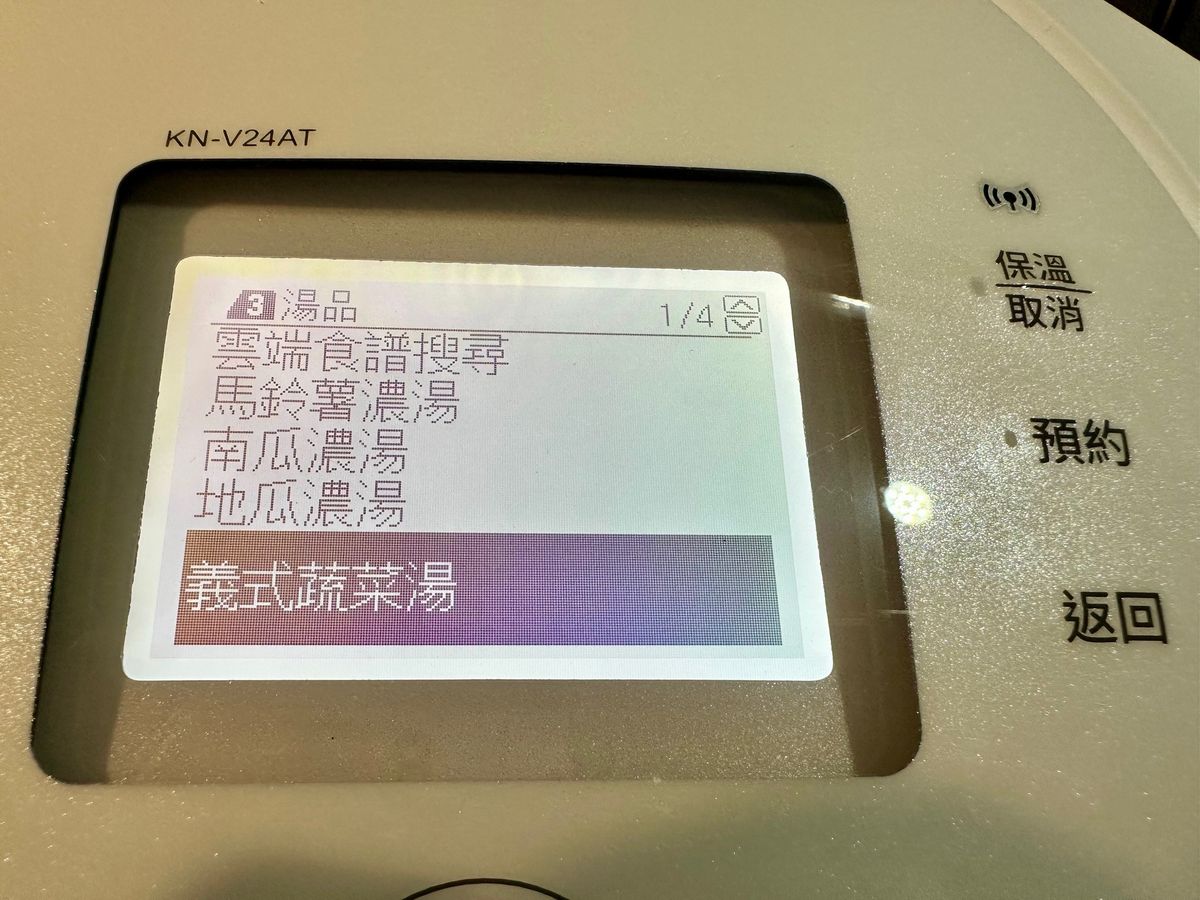 KN-V24AT
3 湯品 1/4
雲端食譜搜尋
馬鈴薯濃湯
南瓜濃湯
地瓜濃湯
義式蔬菜湯
保溫
取消
預約
返回